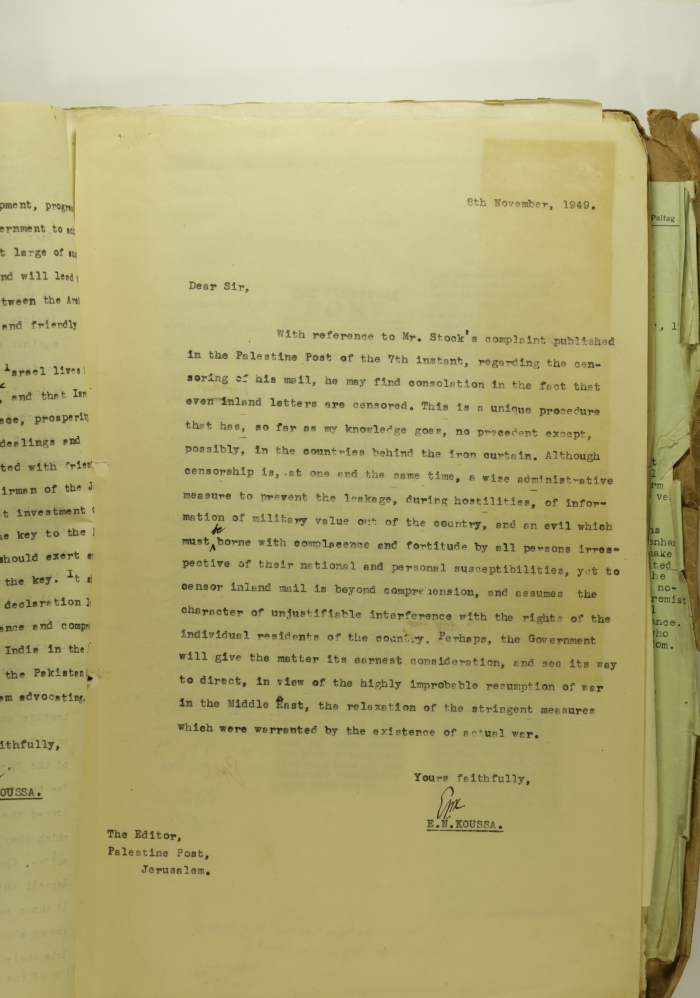 pment,
ernment to
t large of
nd will lead
tween the
and friendly
Israel lives
, and that
ace, prosperit
dealings and
ted with
irman of the J
t investment
e key to the
should exert
the key. It
declaration
ance and
India in the
the Pakistan
em advocating
ithfully,
OUSSA.
8th November, 1949.
Dear Sir,
With reference to Mr. Stock's complaint published
in the Palestine Post of the 7th instant, regarding the cen-
soring of his mail, he may find consolation in the fact that
even inland letters are censored. This is a unique procedure
that has, so far as my knowledge goes, no precedent except,
possibly, in the countries behind the iron curtain. Although
censorship is, at one and the same time, a wise administrative
measure to prevent the leakage, during hostilities, of infor-
mation of military value out of the country, and an evil which
must be borne with complacence and fortitude by all persons irres-
pective of their national and personal susceptibilities, yet to
censor inland mail is beyond comprehension, and assumes the
character of unjustifiable interference with the rights of the
individual residents of the country. Perhaps, the Government
will give the matter its earnest consideration, and see its way
to direct, in view of the highly improbable resumption of war
in the Middle East, the relaxation of the stringent measures
which were warranted by the existence of actual war.
Yours faithfully,
E.N.KOUSSA.
The Editor,
Palestine Post,
Jerusalem.
Paltag